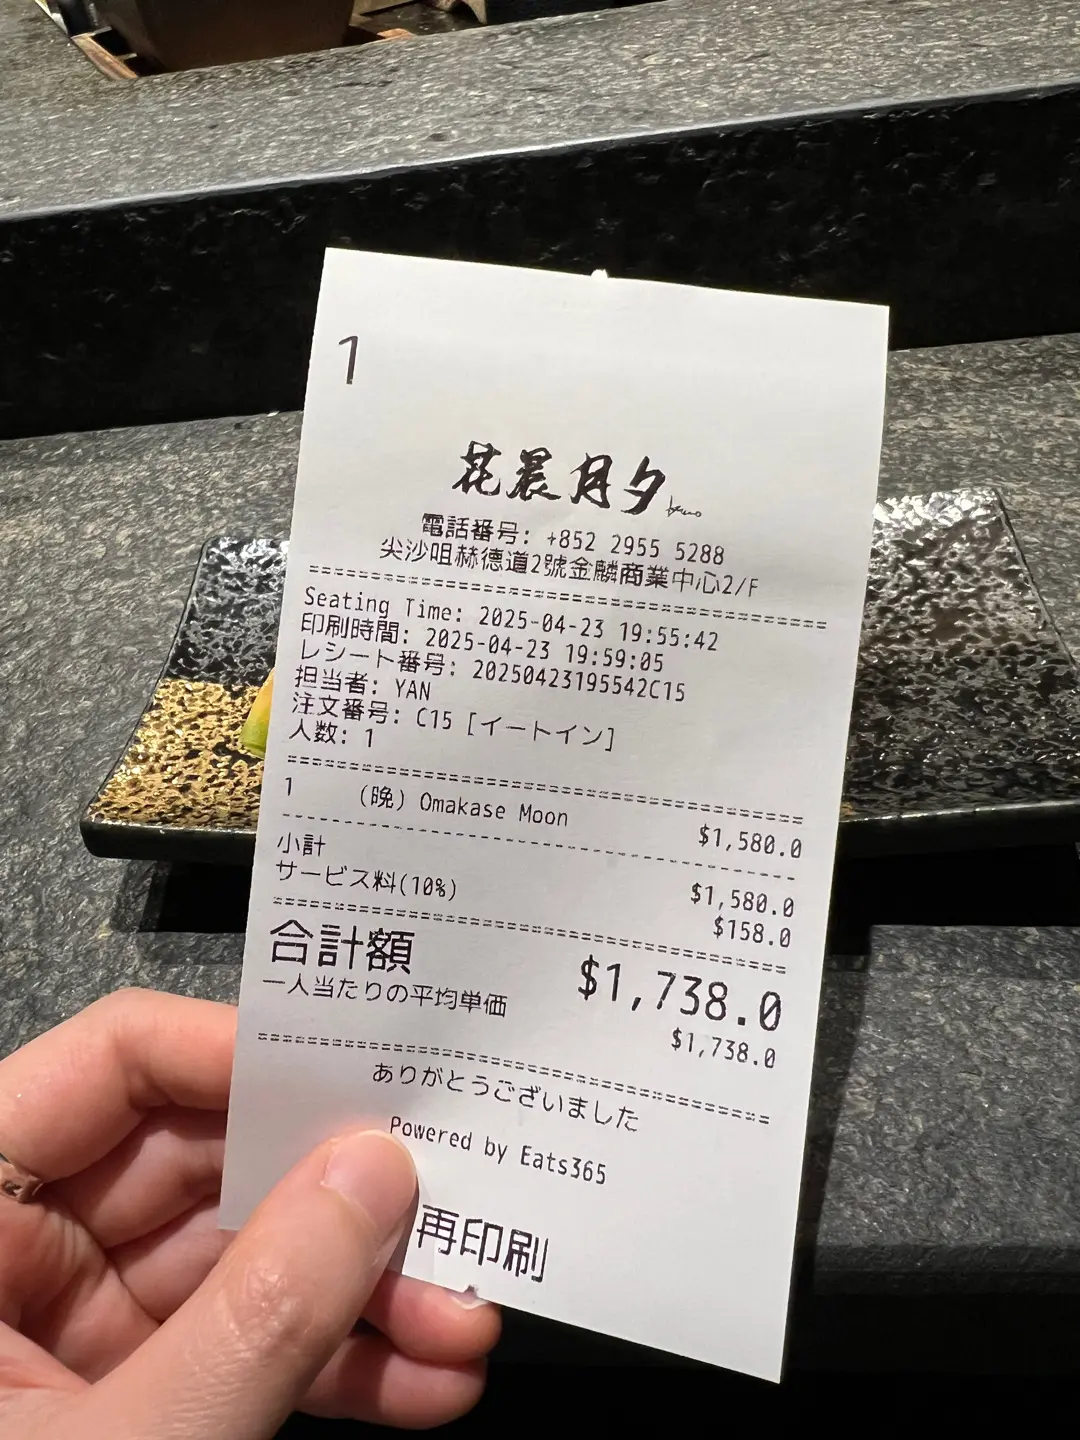 1
花晨月夕
電話番号: +852 2955 5288
尖沙咀赫德道2號金麟商業中心2/F
Seating Time: 2025-04-23 19:55:42
印刷時間: 2025-04-23 19:59:05
レシート番号: 20250423195542C15
担当者: YAN
注文番号: C15 [イートイン]
人数: 1
1 (晩) Omakase Moon $1,580.0
小計 $1,580.0
サービス料(10%) $158.0
合計額 $1,738.0
一人当たりの平均単価 $1,738.0
ありがとうございました
Powered by Eats365
再印刷